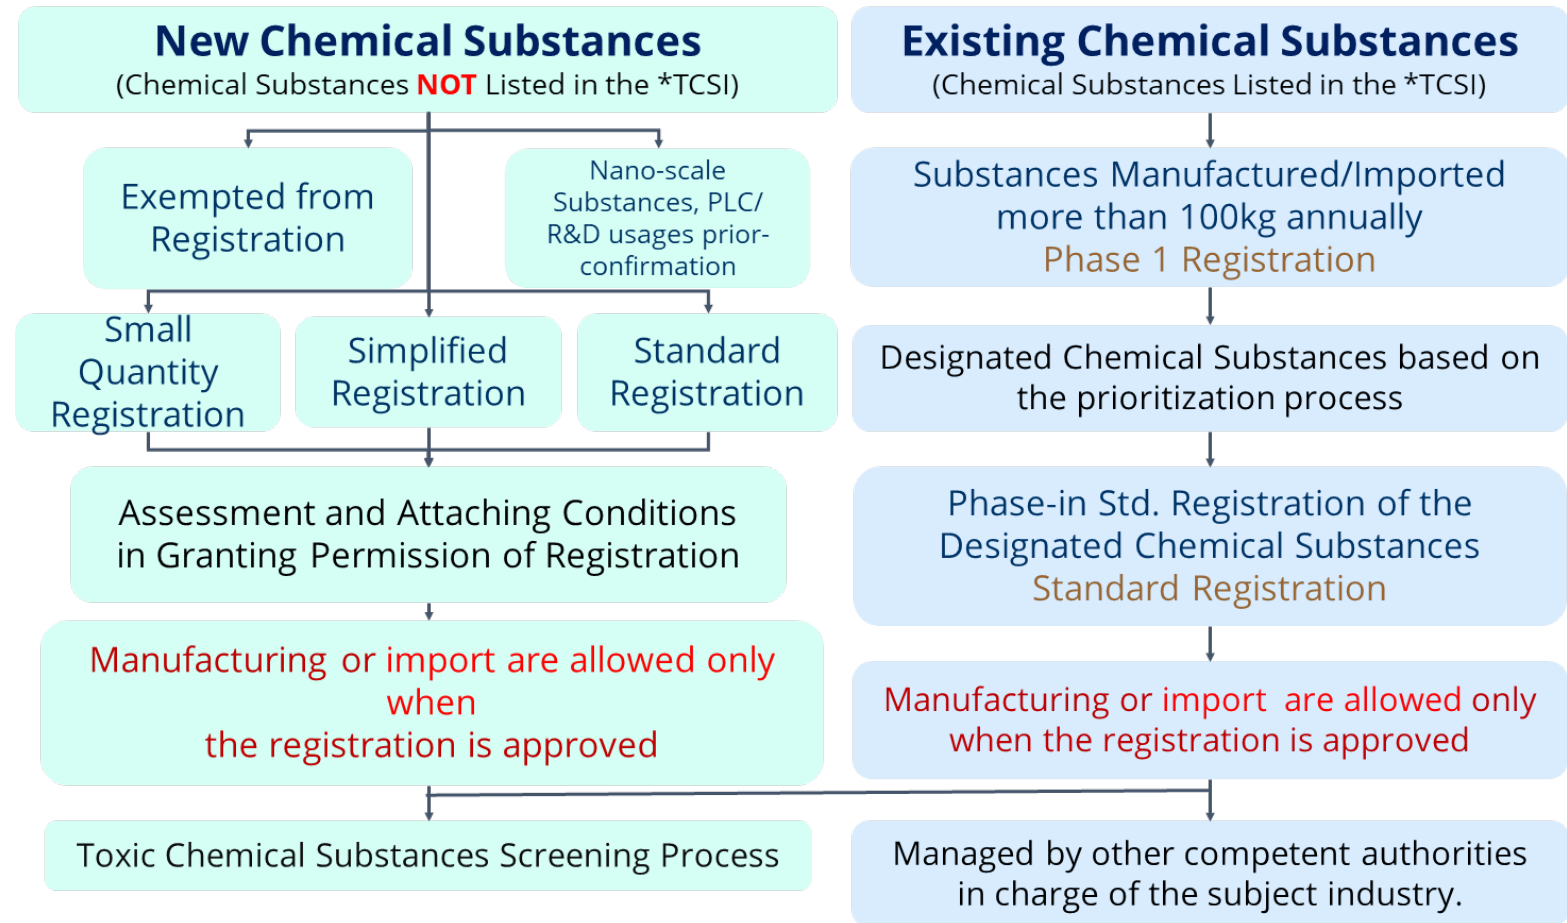 New Chemical Substances
(Chemical Substances NOT Listed in the *TCSI)
Exempted from
Registration
Nano-scale
Substances, PLC/
R&D usages prior-
confirmation
Small
Quantity
Registration
Simplified
Registration
Standard
Registration
Assessment and Attaching Conditions
in Granting Permission of Registration
Manufacturing or import are allowed only
when
the registration is approved
Toxic Chemical Substances Screening Process
Existing Chemical Substances
(Chemical Substances Listed in the *TCSI)
Substances Manufactured/Imported
more than 100kg annually
Phase 1 Registration
Designated Chemical Substances based on
the prioritization process
Phase-in Std. Registration of the
Designated Chemical Substances
Standard Registration
Manufacturing or import are allowed only
when the registration is approved
Managed by other competent authorities
in charge of the subject industry.